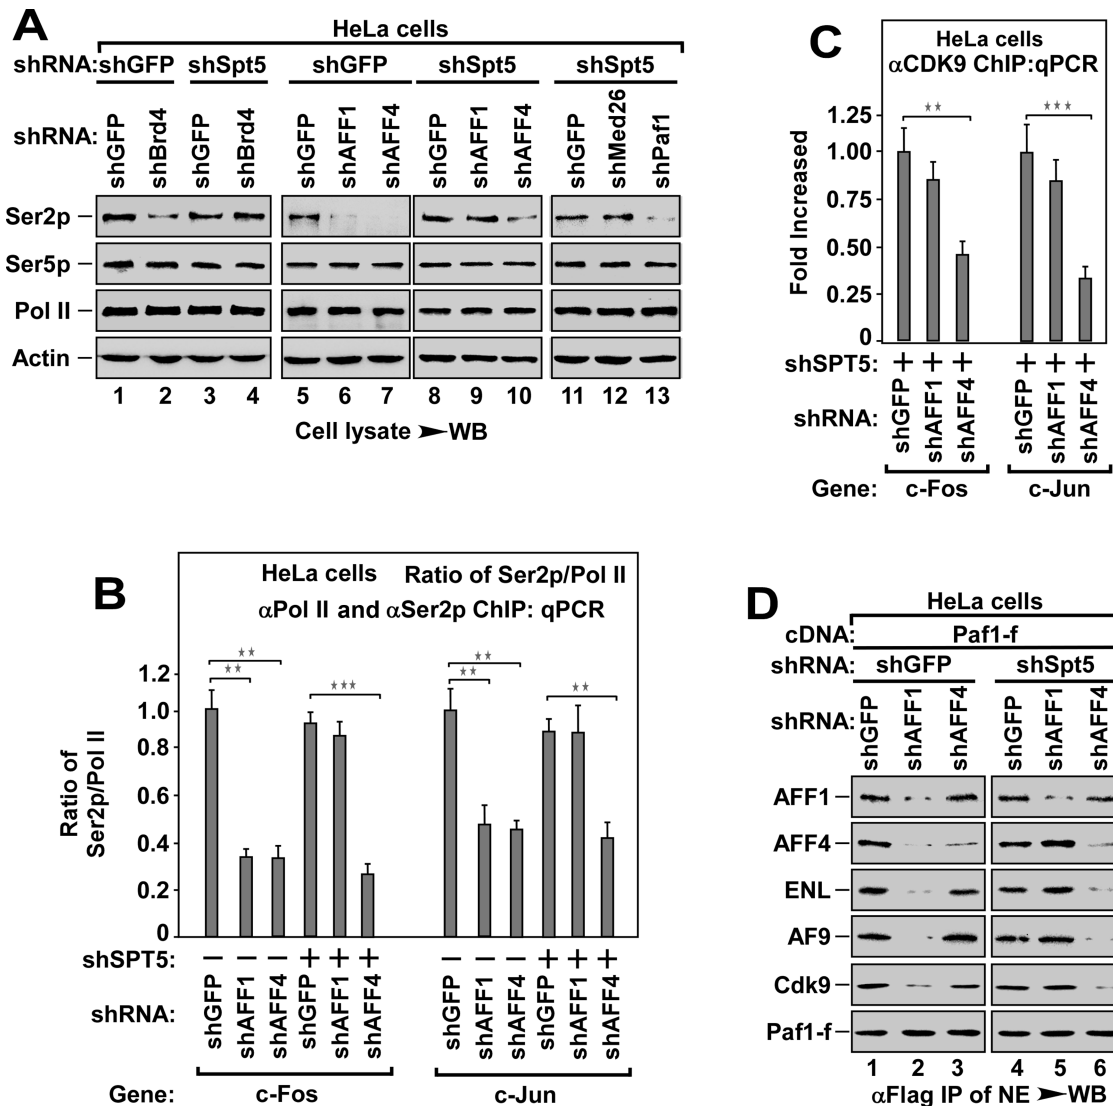 A
HeLa cells
shRNA: shGFP shSpt5 shGFP shSpt5 shSpt5
shRNA: shGFP shBrd4 shGFP shBrd4 shGFP shAFF1 shAFF4 shGFP shAFF1 shAFF4 shGFP shMed26 shPaf1
Ser2p
Ser5p
Pol II
Actin
1 2 3 4 5 6 7 8 9 10 11 12 13
Cell lysate ➤ WB
C
HeLa cells
αCDK9 ChIP:qPCR
★★ ★★★
Fold Increased
1.25
1.00
0.75
0.50
0.25
0
shSPT5: + + + + + +
shRNA: shGFP shAFF1 shAFF4 shGFP shAFF1 shAFF4
Gene: c-Fos c-Jun
B
HeLa cells Ratio of Ser2p/Pol II
αPol II and αSer2p ChIP: qPCR
★★ ★★ ★★★ ★★ ★★ ★★
Ratio of
Ser2p/Pol II
1.2
1.0
0.8
0.6
0.4
0.2
0
shSPT5: − − − + + + − − − + + +
shRNA: shGFP shAFF1 shAFF4 shGFP shAFF1 shAFF4 shGFP shAFF1 shAFF4 shGFP shAFF1 shAFF4
Gene: c-Fos c-Jun
D
HeLa cells
cDNA: Paf1-f
shRNA: shGFP shSpt5
shRNA: shGFP shAFF1 shAFF4 shGFP shAFF1 shAFF4
AFF1
AFF4
ENL
AF9
Cdk9
Paf1-f
1 2 3 4 5 6
αFlag IP of NE ➤ WB